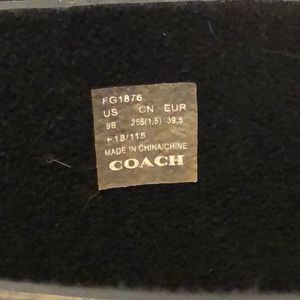 FG1876
US CN EUR
9B 255(1.5) 39.5
F18/115
MADE IN CHINA/CHINE
COACH